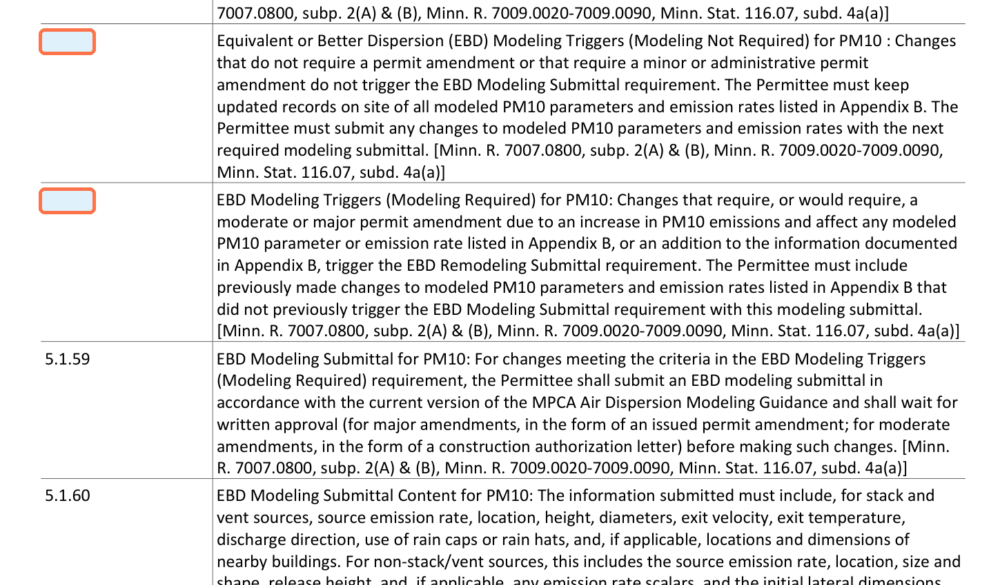 7007.0800, subp. 2(A) & (B), Minn. R. 7009.0020-7009.0090, Minn. Stat. 116.07, subd. 4a(a)]
Equivalent or Better Dispersion (EBD) Modeling Triggers (Modeling Not Required) for PM10 : Changes
that do not require a permit amendment or that require a minor or administrative permit
amendment do not trigger the EBD Modeling Submittal requirement. The Permittee must keep
updated records on site of all modeled PM10 parameters and emission rates listed in Appendix B. The
Permittee must submit any changes to modeled PM10 parameters and emission rates with the next
required modeling submittal. [Minn. R. 7007.0800, subp. 2(A) & (B), Minn. R. 7009.0020-7009.0090,
Minn. Stat. 116.07, subd. 4a(a)]
EBD Modeling Triggers (Modeling Required) for PM10: Changes that require, or would require, a
moderate or major permit amendment due to an increase in PM10 emissions and affect any modeled
PM10 parameter or emission rate listed in Appendix B, or an addition to the information documented
in Appendix B, trigger the EBD Remodeling Submittal requirement. The Permittee must include
previously made changes to modeled PM10 parameters and emission rates listed in Appendix B that
did not previously trigger the EBD Modeling Submittal requirement with this modeling submittal.
[Minn. R. 7007.0800, subp. 2(A) & (B), Minn. R. 7009.0020-7009.0090, Minn. Stat. 116.07, subd. 4a(a)]
5.1.59 EBD Modeling Submittal for PM10: For changes meeting the criteria in the EBD Modeling Triggers
(Modeling Required) requirement, the Permittee shall submit an EBD modeling submittal in
accordance with the current version of the MPCA Air Dispersion Modeling Guidance and shall wait for
written approval (for major amendments, in the form of an issued permit amendment; for moderate
amendments, in the form of a construction authorization letter) before making such changes. [Minn.
R. 7007.0800, subp. 2(A) & (B), Minn. R. 7009.0020-7009.0090, Minn. Stat. 116.07, subd. 4a(a)]
5.1.60 EBD Modeling Submittal Content for PM10: The information submitted must include, for stack and
vent sources, source emission rate, location, height, diameters, exit velocity, exit temperature,
discharge direction, use of rain caps or rain hats, and, if applicable, locations and dimensions of
nearby buildings. For non-stack/vent sources, this includes the source emission rate, location, size and
shape, release height, and, if applicable, any emission rate scalars, and the initial lateral dimensions